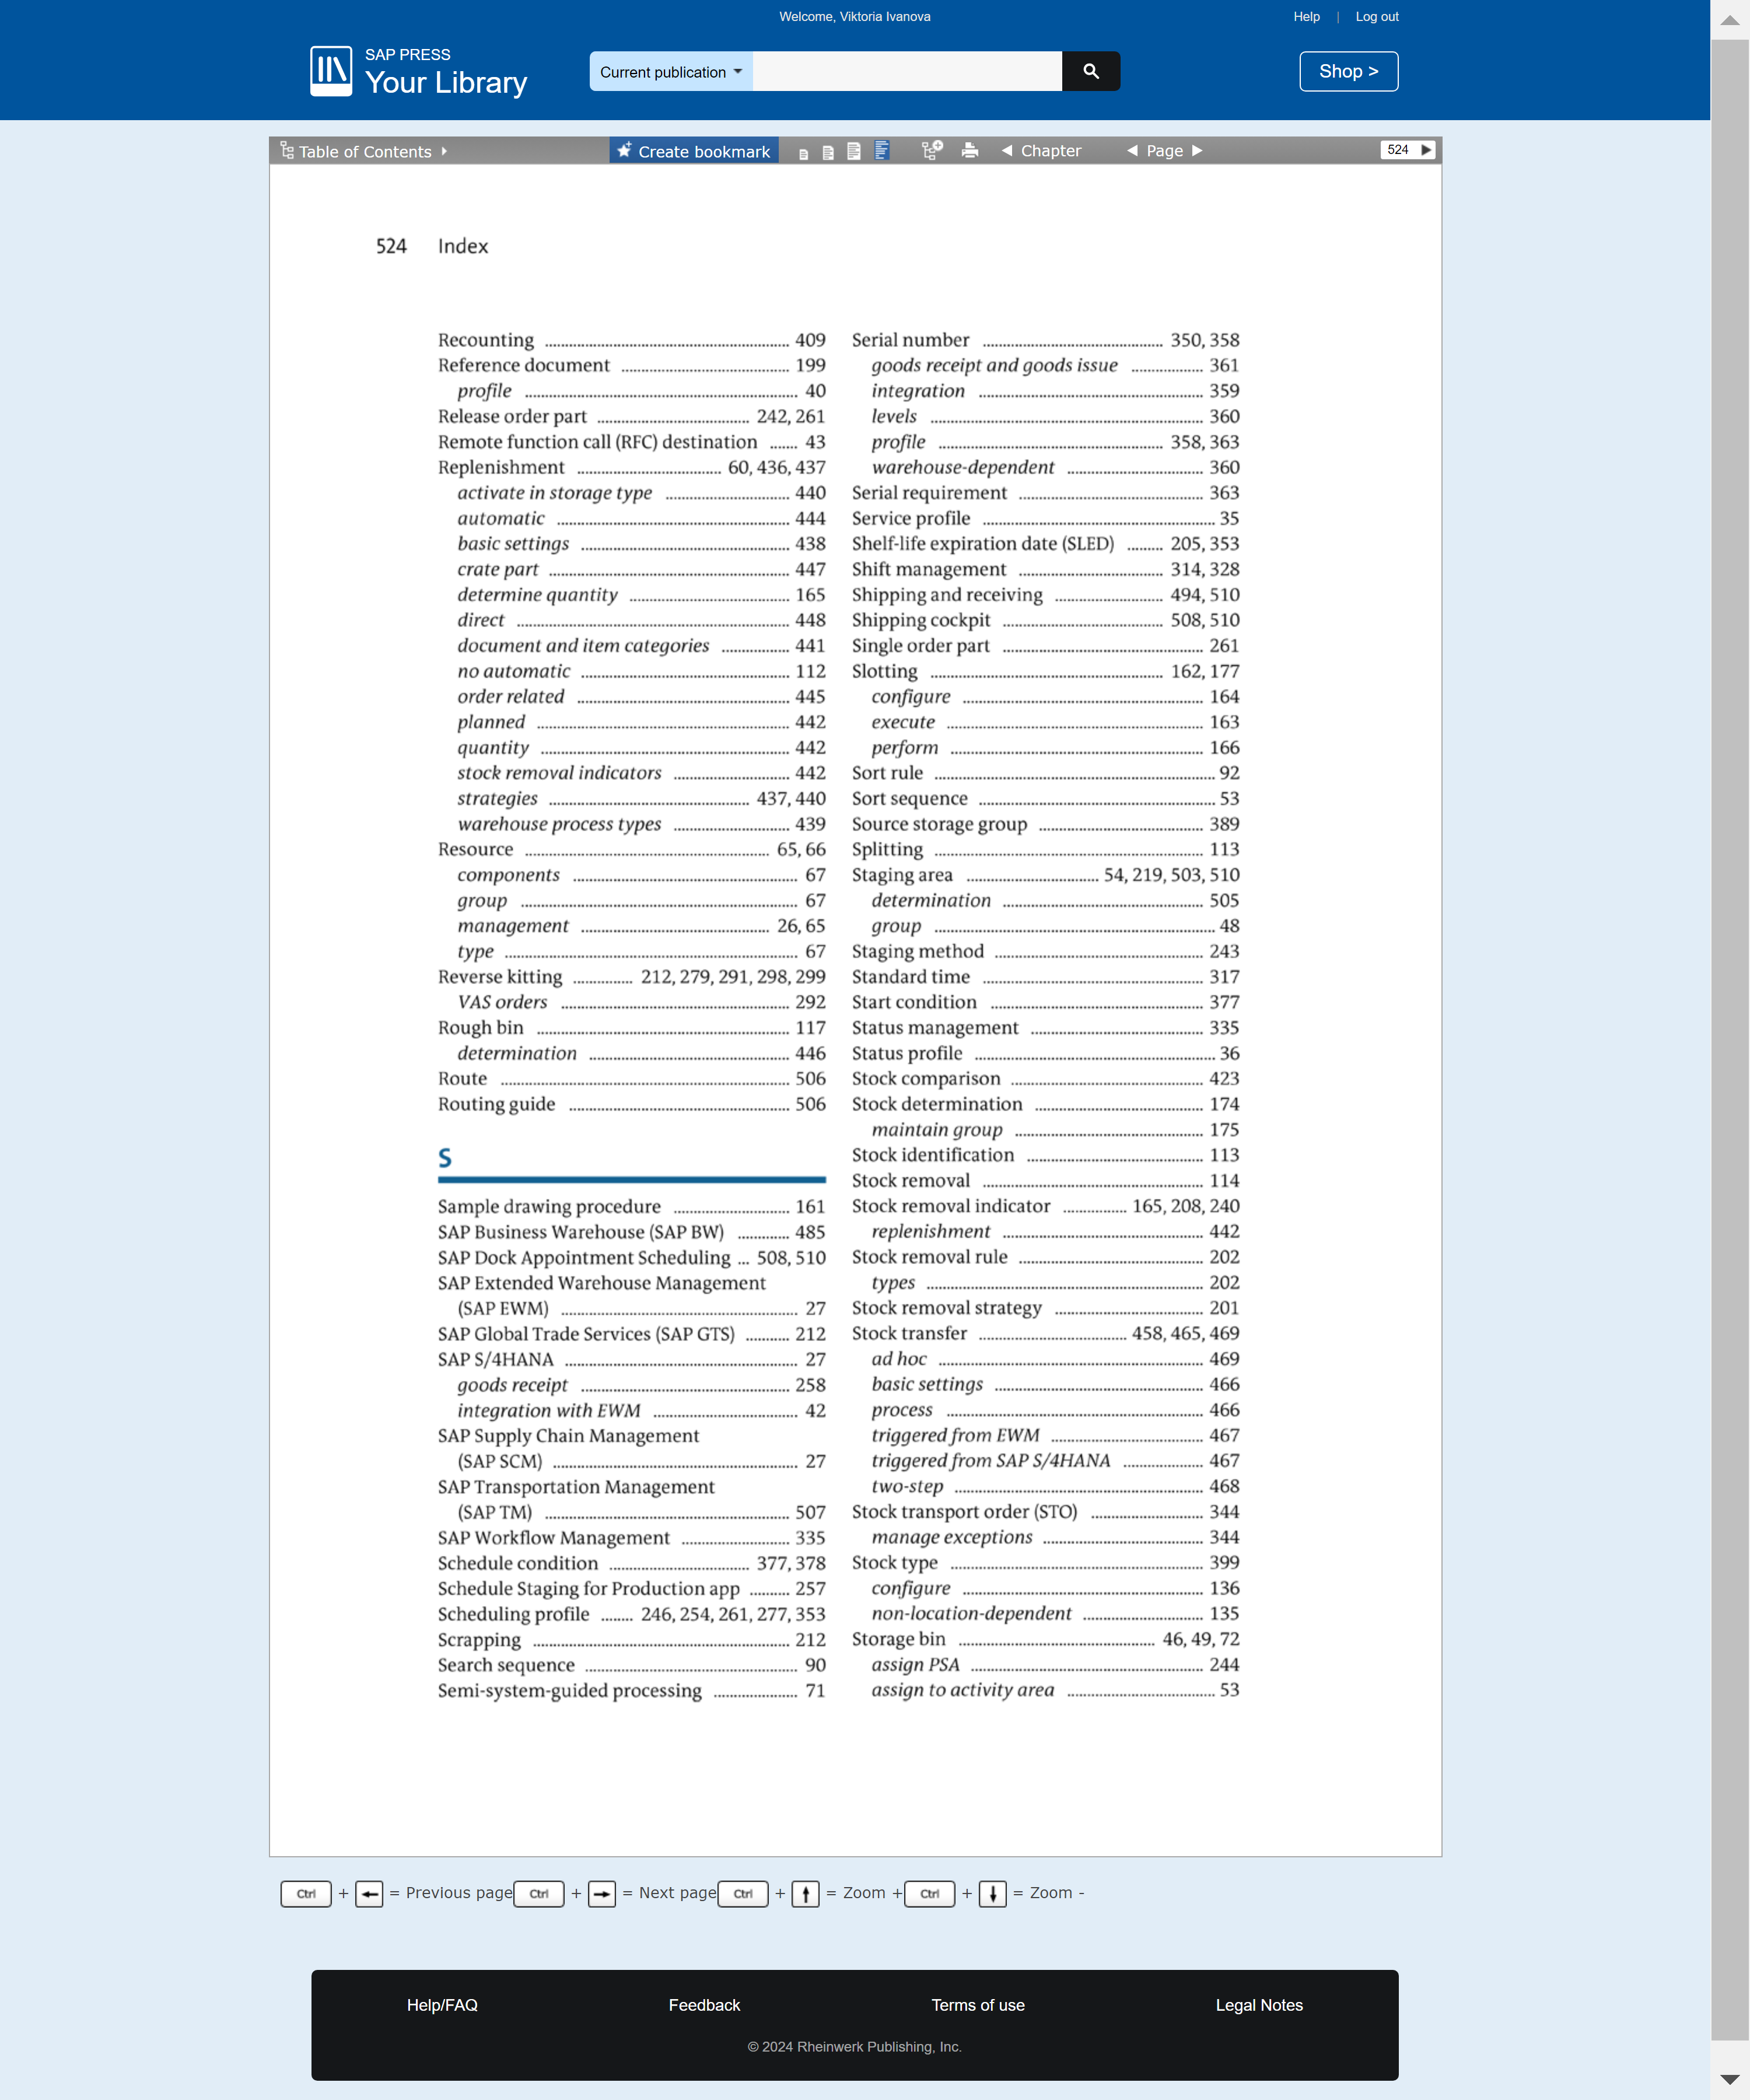 Welcome, Viktoria Ivanova
Help | Log out
SAP PRESS
Your Library
Current publication
Shop >
Table of Contents
Create bookmark
Chapter
Page
524
524 Index
Recounting 409
Reference document 199
profile 40
Release order part 242, 261
Remote function call (RFC) destination 43
Replenishment 60, 436, 437
activate in storage type 440
automatic 444
basic settings 438
crate part 447
determine quantity 165
direct 448
document and item categories 441
no automatic 112
order related 445
planned 442
quantity 442
stock removal indicators 442
strategies 437, 440
warehouse process types 439
Resource 65, 66
components 67
group 67
management 26, 65
type 67
Reverse kitting 212, 279, 291, 298, 299
VAS orders 292
Rough bin 117
determination 446
Route 506
Routing guide 506
S
Sample drawing procedure 161
SAP Business Warehouse (SAP BW) 485
SAP Dock Appointment Scheduling 508, 510
SAP Extended Warehouse Management
(SAP EWM) 27
SAP Global Trade Services (SAP GTS) 212
SAP S/4HANA 27
goods receipt 258
integration with EWM 42
SAP Supply Chain Management
(SAP SCM) 27
SAP Transportation Management
(SAP TM) 507
SAP Workflow Management 335
Schedule condition 377, 378
Schedule Staging for Production app 257
Scheduling profile 246, 254, 261, 277, 353
Scrapping 212
Search sequence 90
Semi-system-guided processing 71
Serial number 350, 358
goods receipt and goods issue 361
integration 359
levels 360
profile 358, 363
warehouse-dependent 360
Serial requirement 363
Service profile 35
Shelf-life expiration date (SLED) 205, 353
Shift management 314, 328
Shipping and receiving 494, 510
Shipping cockpit 508, 510
Single order part 261
Slotting 162, 177
configure 164
execute 163
perform 166
Sort rule 92
Sort sequence 53
Source storage group 389
Splitting 113
Staging area 54, 219, 503, 510
determination 505
group 48
Staging method 243
Standard time 317
Start condition 377
Status management 335
Status profile 36
Stock comparison 423
Stock determination 174
maintain group 175
Stock identification 113
Stock removal 114
Stock removal indicator 165, 208, 240
replenishment 442
Stock removal rule 202
types 202
Stock removal strategy 201
Stock transfer 458, 465, 469
ad hoc 469
basic settings 466
process 466
triggered from EWM 467
triggered from SAP S/4HANA 467
two-step 468
Stock transport order (STO) 344
manage exceptions 344
Stock type 399
configure 136
non-location-dependent 135
Storage bin 46, 49, 72
assign PSA 244
assign to activity area 53
Ctrl + ← = Previous page Ctrl + → = Next page Ctrl + ↑ = Zoom + Ctrl + ↓ = Zoom -
Help/FAQ Feedback Terms of use Legal Notes
© 2024 Rheinwerk Publishing, Inc.